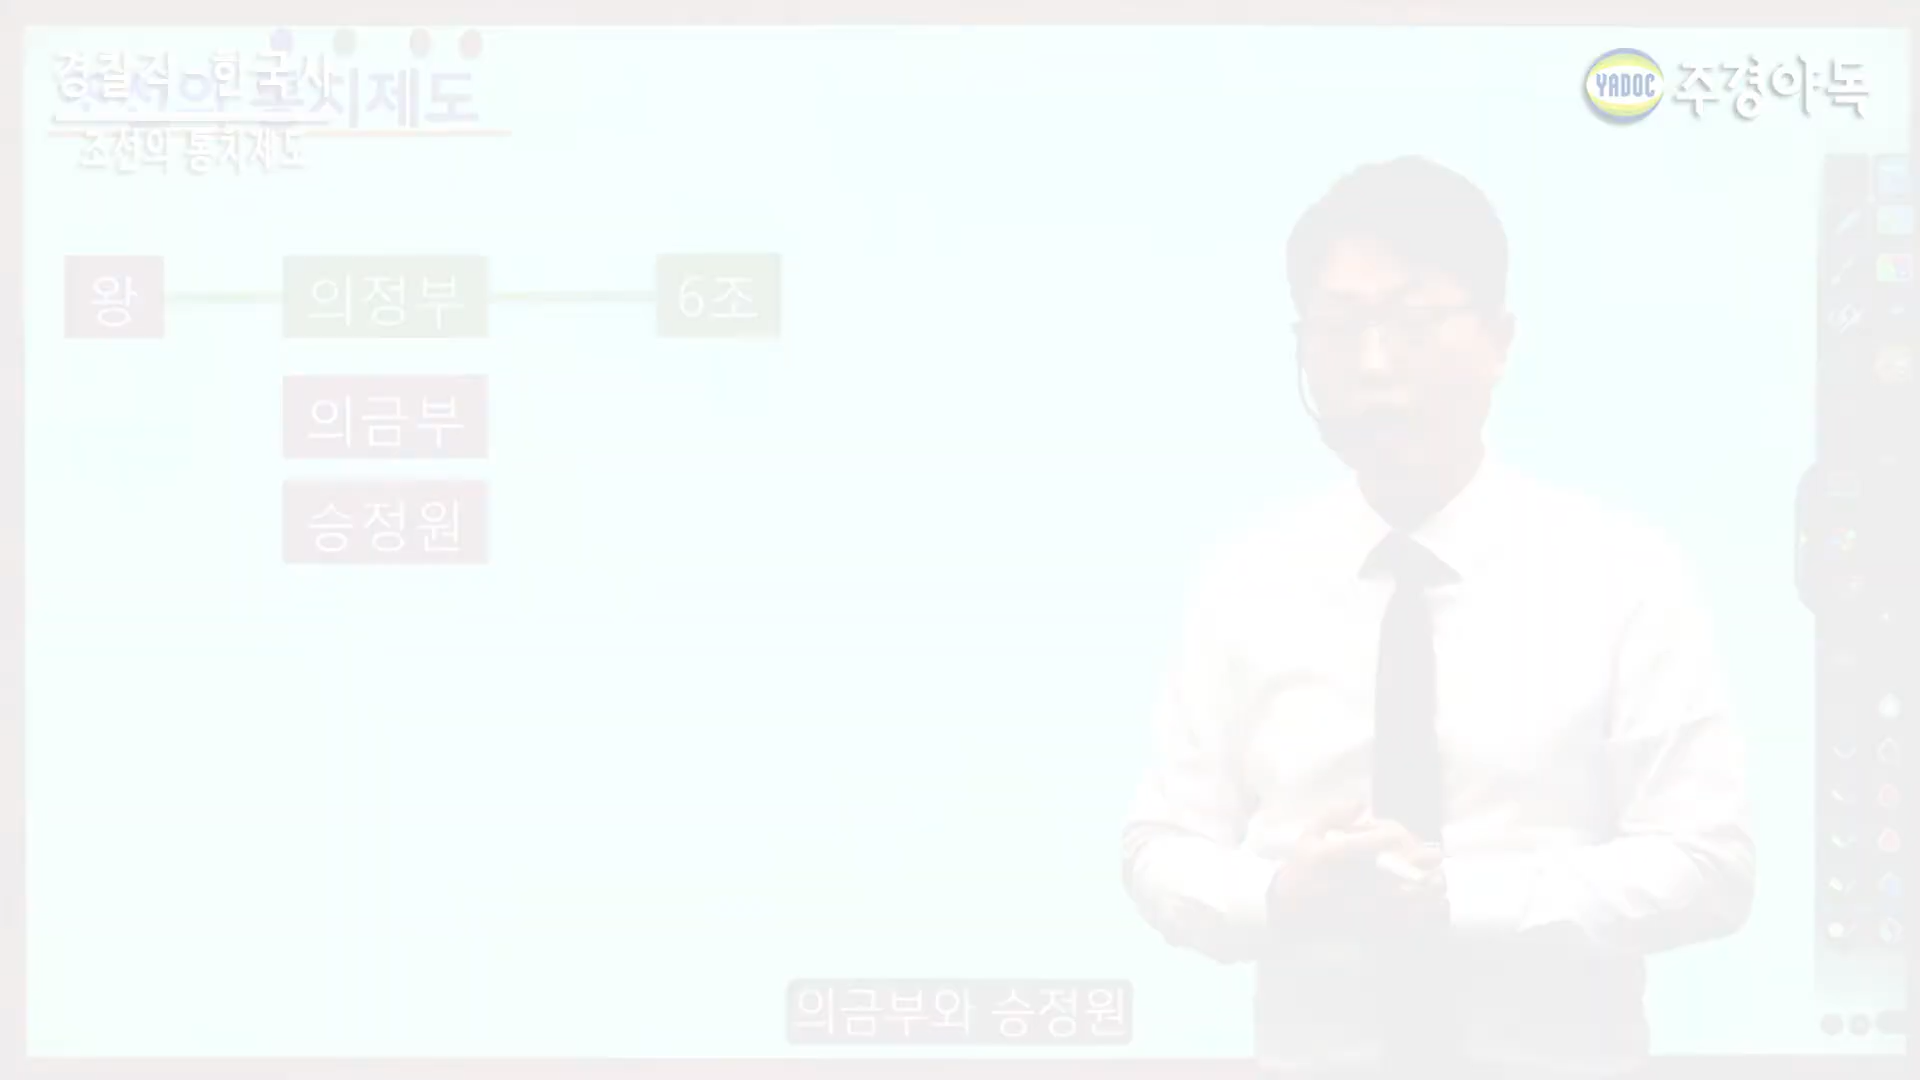 경찰직 - 한국사
조선의 통치제도
YADOC 주경야독
왕
의정부
6조
의금부
승정원
의금부와 승정원